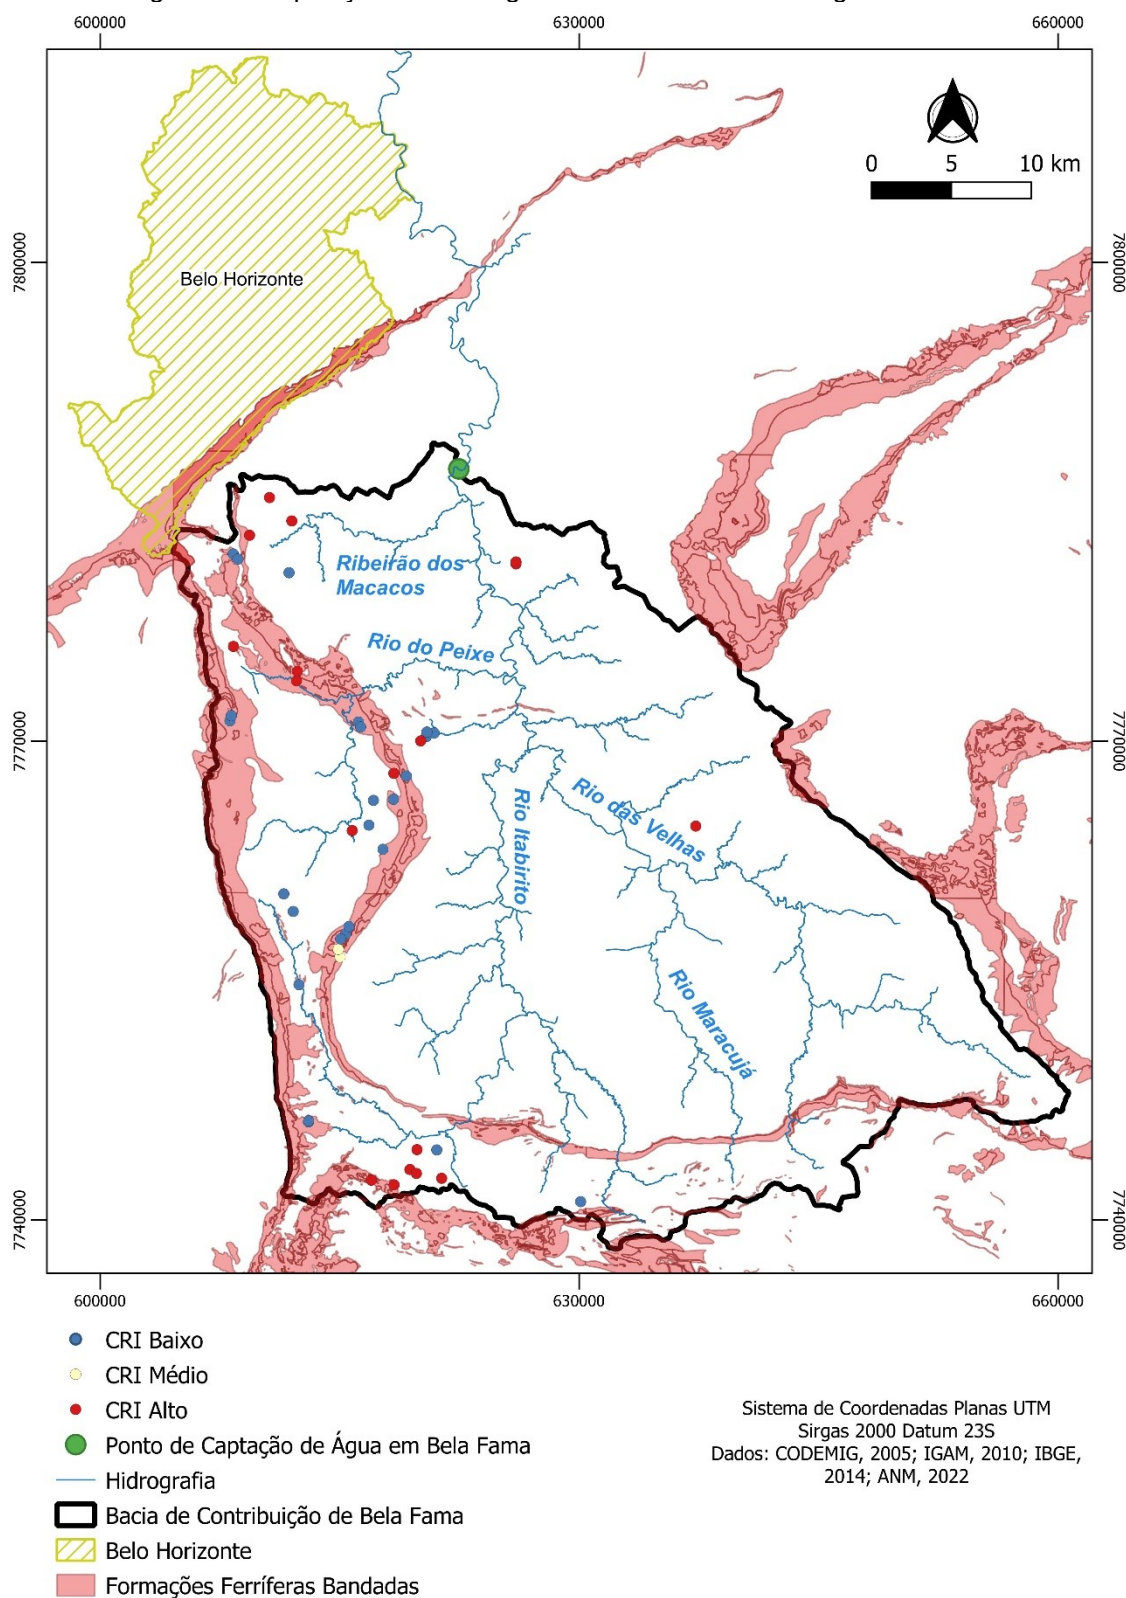 600000
630000
660000
0 5 10 km
7800000
7800000
Belo Horizonte
Ribeirão dos
Macacos
Rio do Peixe
7770000
7770000
Rio das Velhas
Rio Itabirito
Rio Maracujá
7740000
7740000
600000
630000
660000
CRI Baixo
CRI Médio
CRI Alto
Ponto de Captação de Água em Bela Fama
Hidrografia
Bacia de Contribuição de Bela Fama
Belo Horizonte
Formações Ferríferas Bandadas
Sistema de Coordenadas Planas UTM
Sirgas 2000 Datum 23S
Dados: CODEMIG, 2005; IGAM, 2010; IBGE,
2014; ANM, 2022